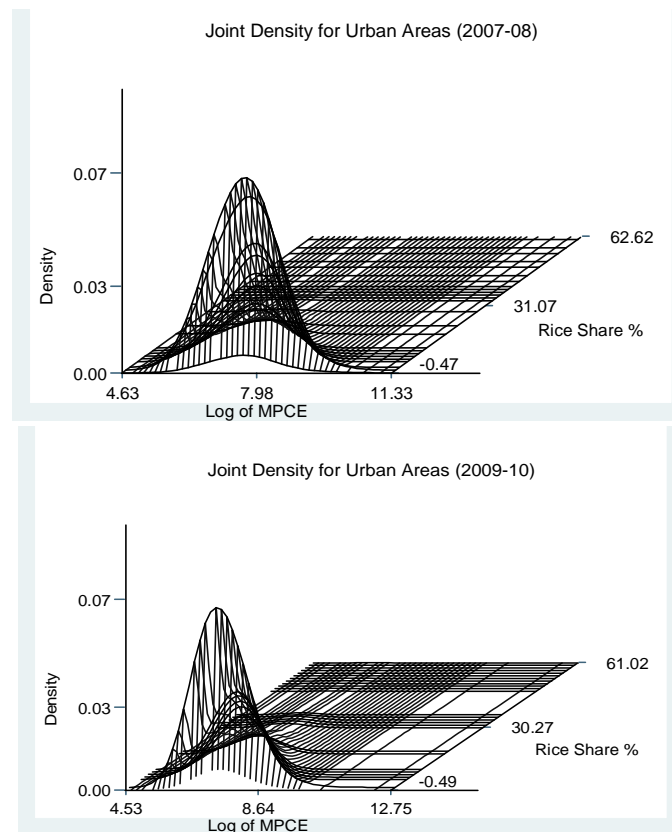 Joint Density for Urban Areas (2007-08)
0.07
0.03
0.00
Density
4.63
7.98
11.33
Log of MPCE
62.62
31.07
-0.47
Rice Share %
Joint Density for Urban Areas (2009-10)
0.07
0.03
0.00
Density
4.53
8.64
12.75
Log of MPCE
61.02
30.27
-0.49
Rice Share %